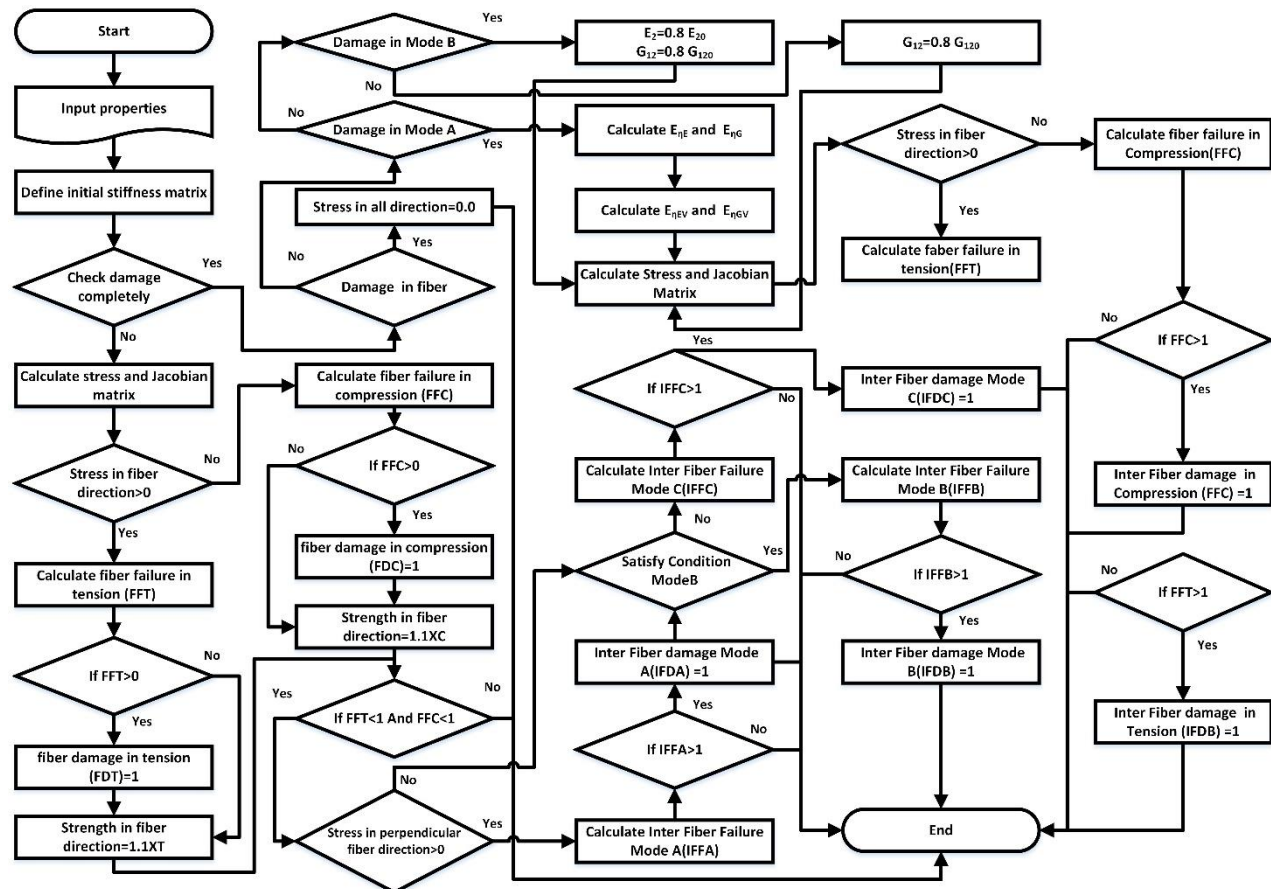 Start
Input properties
Define initial stiffness matrix
Check damage
completely
Yes
No
Calculate stress and Jacobian
matrix
Stress in fiber
direction>0
No
Yes
Calculate fiber failure in
tension (FFT)
If FFT>0
No
Yes
fiber damage in tension
(FDT)=1
Strength in fiber
direction=1.1XT
Damage in Mode B
Yes
No
Damage in Mode A
No
Yes
Stress in all direction=0.0
Yes
No
Damage in fiber
Calculate fiber failure in
compression (FFC)
If FFC>0
No
Yes
fiber damage in compression
(FDC)=1
Strength in fiber
direction=1.1XC
If FFT<1 And FFC<1
Yes
No
Stress in perpendicular
fiber direction>0
No
Yes
E₂=0.8 E₂₀
G₁₂=0.8 G₁₂₀
Calculate EηE and EηG
Calculate EηEV and EηGV
Calculate Stress and Jacobian
Matrix
If IFFC>1
Yes
No
Calculate Inter Fiber Failure
Mode C(IFFC)
No
Satisfy Condition
ModeB
Yes
Inter Fiber damage Mode
A(IFDA) =1
Yes
If IFFA>1
No
Calculate Inter Fiber Failure
Mode A(IFFA)
G₁₂=0.8 G₁₂₀
Stress in fiber
direction>0
No
Yes
Calculate faber failure in
tension(FFT)
Inter Fiber damage Mode
C(IFDC) =1
Calculate Inter Fiber Failure
Mode B(IFFB)
If IFFB>1
No
Yes
Inter Fiber damage Mode
B(IFDB) =1
End
Calculate fiber failure in
Compression(FFC)
If FFC>1
No
Yes
Inter Fiber damage in
Compression (FFC) =1
If FFT>1
No
Yes
Inter Fiber damage in
Tension (IFDB) =1